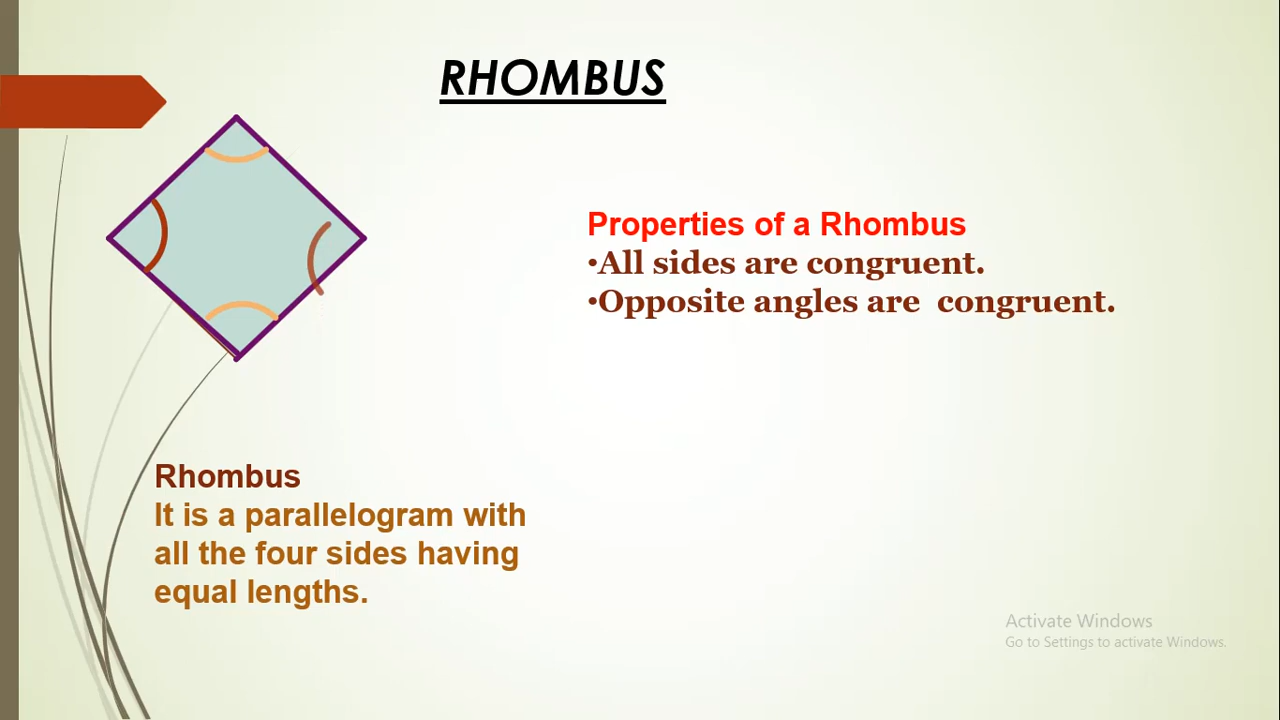 RHOMBUS
Properties of a Rhombus
•All sides are congruent.
•Opposite angles are  congruent.
Rhombus
It is a parallelogram with
all the four sides having
equal lengths.
Activate Windows
Go to Settings to activate Windows.